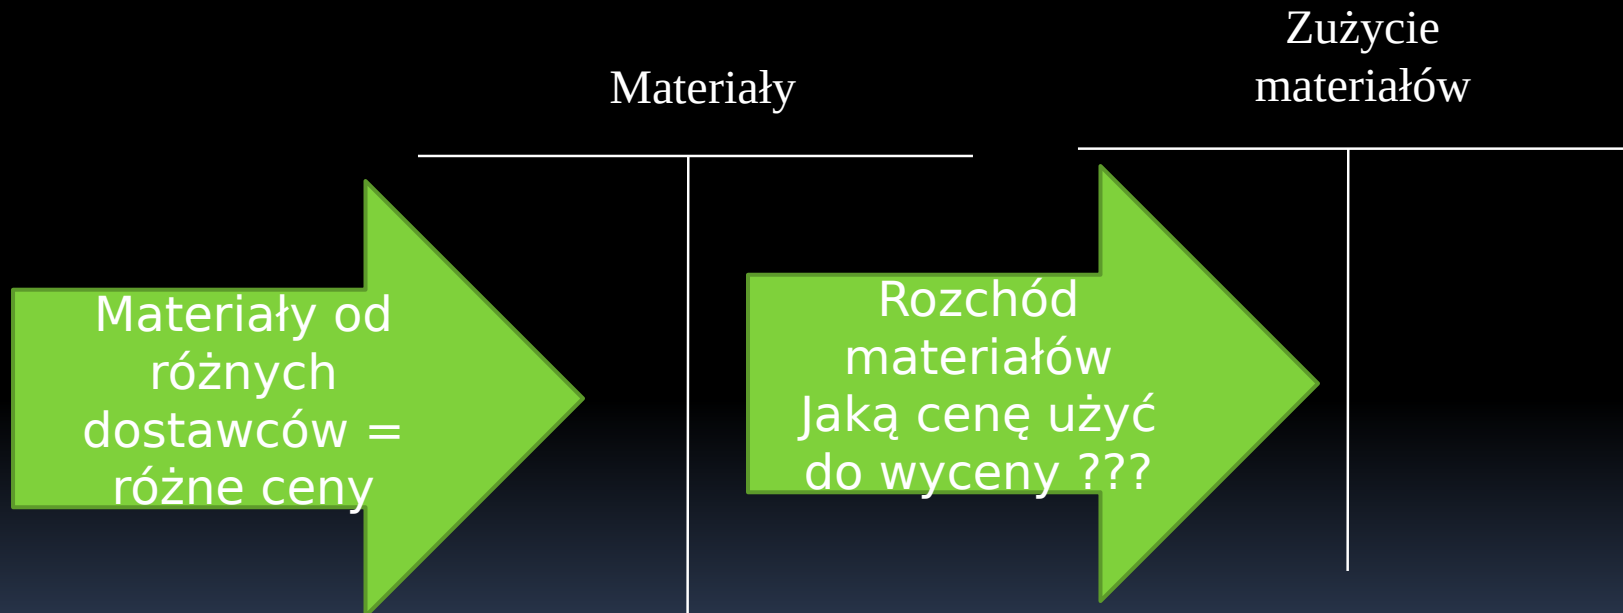 Materiały
Zużycie
materiałów
Materiały od
różnych
dostawców =
różne ceny
Rozchód
materiałów
Jaką cenę użyć
do wyceny ???